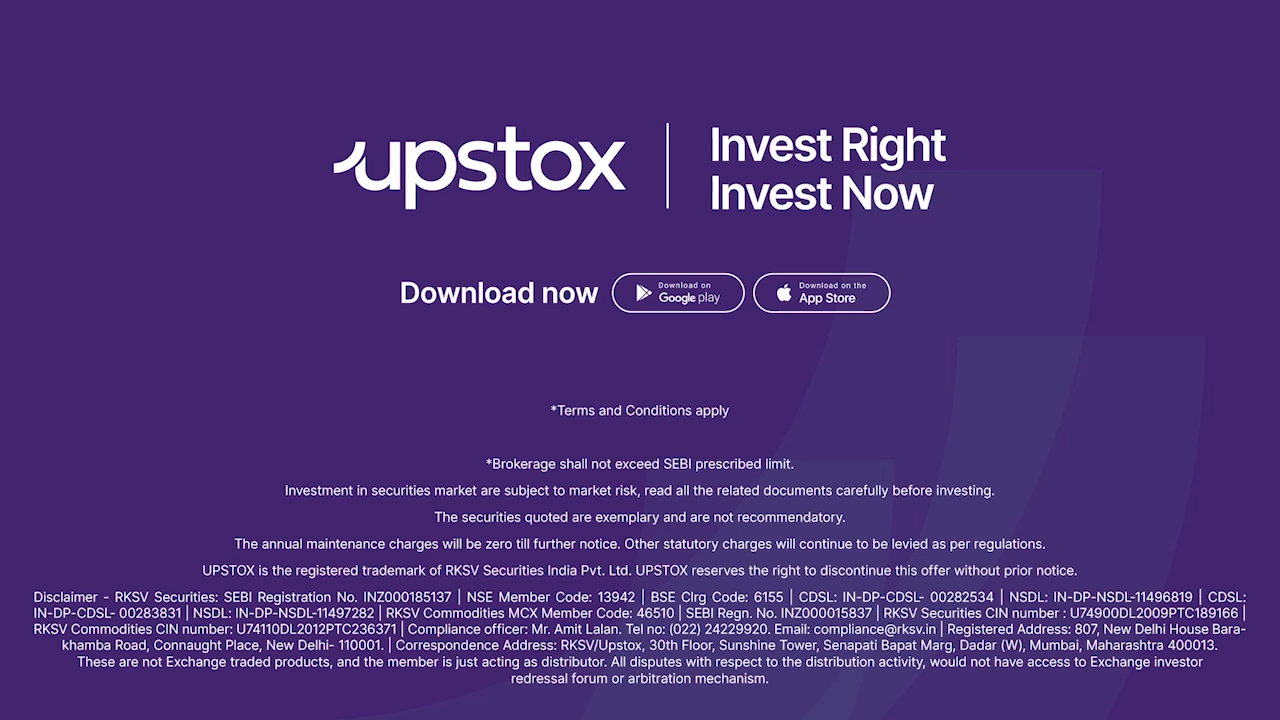 upstox
Invest Right
Invest Now
Download now
Download on
Google play
Download on the
App Store
*Terms and Conditions apply
*Brokerage shall not exceed SEBI prescribed limit.
Investment in securities market are subject to market risk, read all the related documents carefully before investing.
The securities quoted are exemplary and are not recommendatory.
The annual maintenance charges will be zero till further notice. Other statutory charges will continue to be levied as per regulations.
UPSTOX is the registered trademark of RKSV Securities India Pvt. Ltd. UPSTOX reserves the right to discontinue this offer without prior notice.
Disclaimer - RKSV Securities: SEBI Registration No. INZ000185137 | NSE Member Code: 13942 | BSE Clrg Code: 6155 | CDSL: IN-DP-CDSL- 00282534 | NSDL: IN-DP-NSDL-11496819 | CDSL:
IN-DP-CDSL- 00283831 | NSDL: IN-DP-NSDL-11497282 | RKSV Commodities MCX Member Code: 46510 | SEBI Regn. No. INZ000015837 | RKSV Securities CIN number : U74900DL2009PTC189166 |
RKSV Commodities CIN number: U74110DL2012PTC236371 | Compliance officer: Mr. Amit Lalan. Tel no: (022) 24229920. Email: compliance@rksv.in | Registered Address: 807, New Delhi House Bara-
khamba Road, Connaught Place, New Delhi- 110001. | Correspondence Address: RKSV/Upstox, 30th Floor, Sunshine Tower, Senapati Bapat Marg, Dadar (W), Mumbai, Maharashtra 400013.
These are not Exchange traded products, and the member is just acting as distributor. All disputes with respect to the distribution activity, would not have access to Exchange investor
redressal forum or arbitration mechanism.